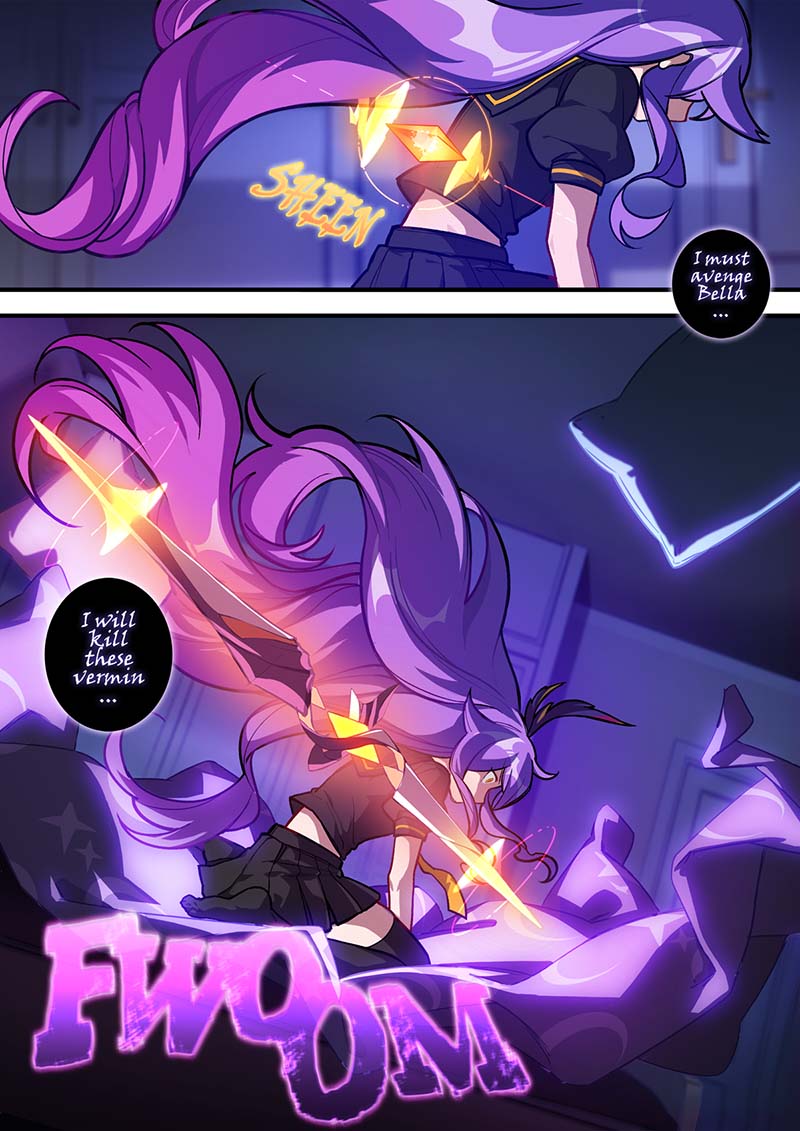 SHEEN
I must
avenge
Bella
...
I will
kill
these
vermin
...
FWOOM